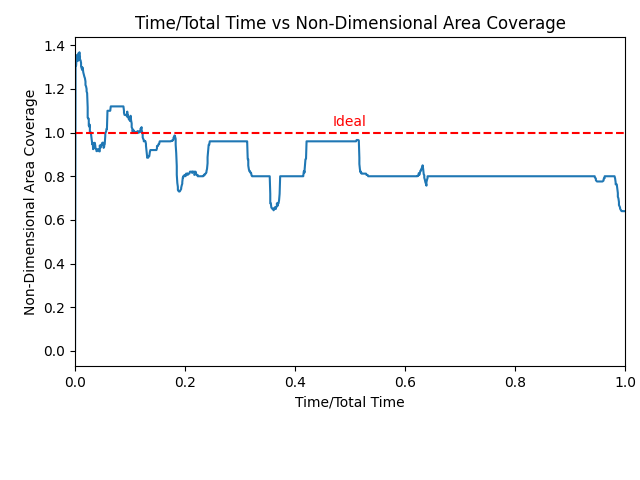 Time/Total Time vs Non-Dimensional Area Coverage
Non-Dimensional Area Coverage
1.4
1.2
1.0
0.8
0.6
0.4
0.2
0.0
Ideal
0.0 0.2 0.4 0.6 0.8 1.0
Time/Total Time